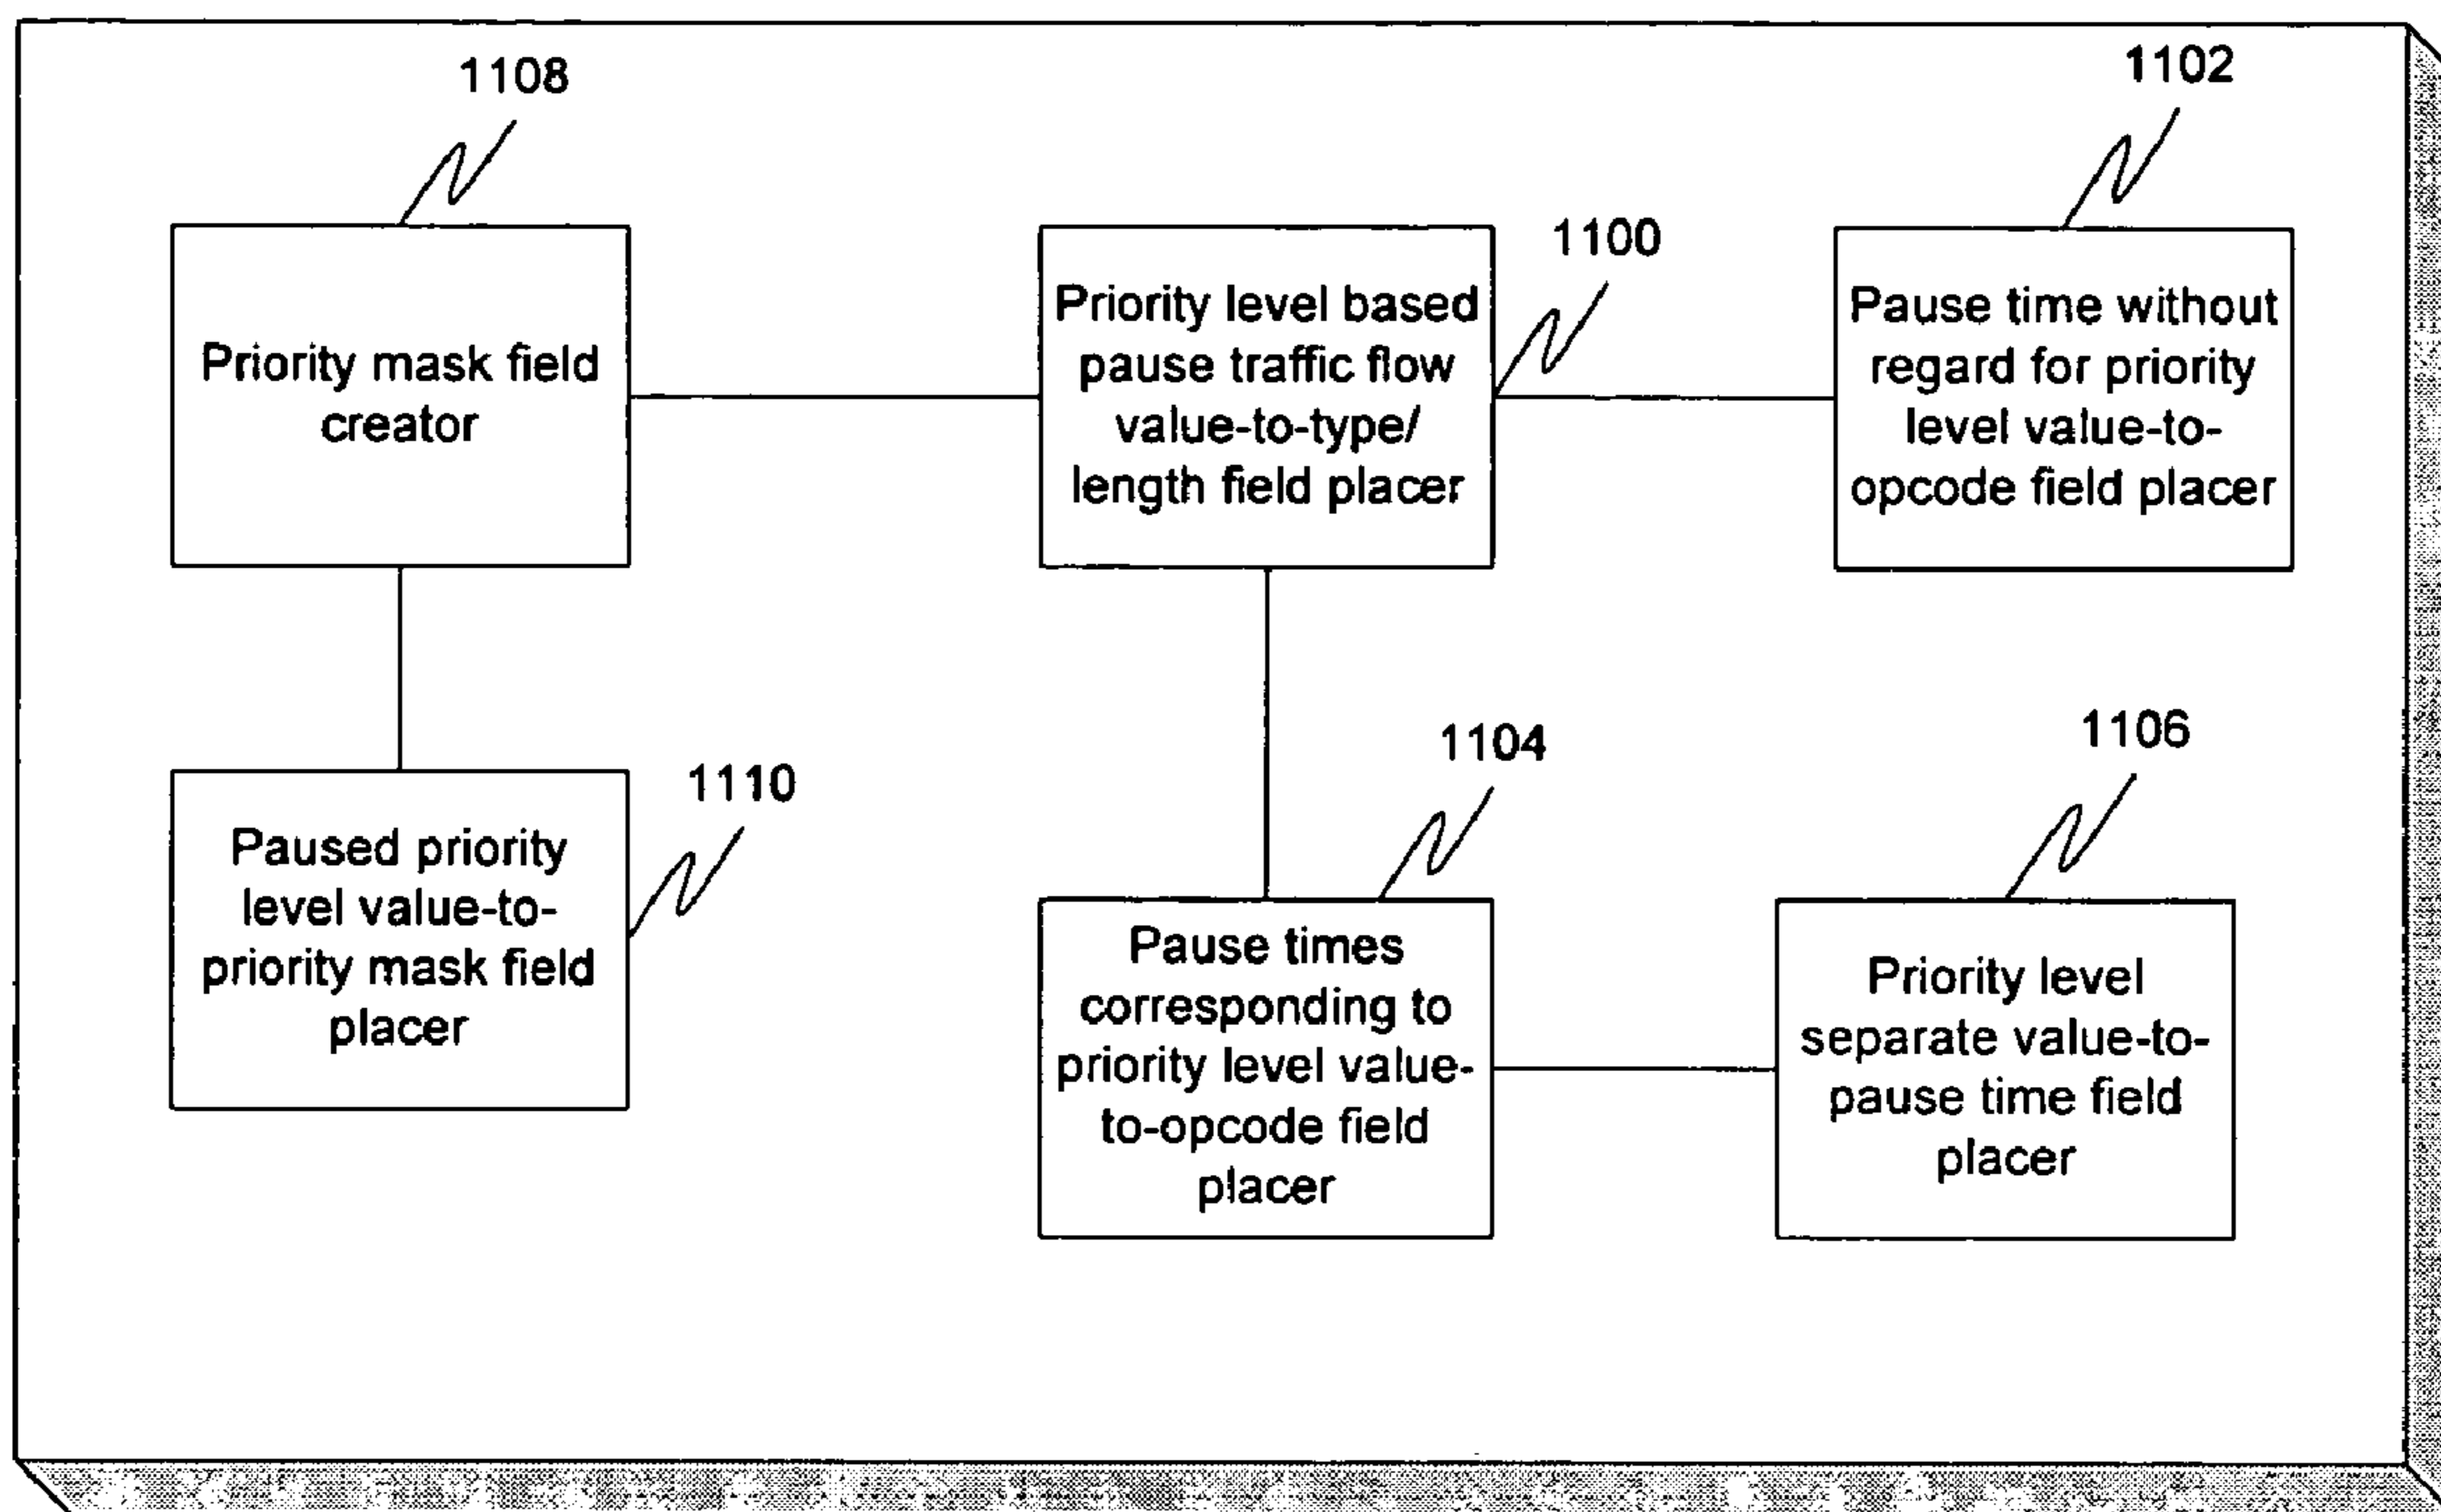 1108
1102
1100
Priority mask field
creator
Priority level based
pause traffic flow
value-to-type/
length field placer
Pause time without
regard for priority
level value-to-
opcode field placer
1110
1104
1106
Paused priority
level value-to-
priority mask field
placer
Pause times
corresponding to
priority level value-
to-opcode field
placer
Priority level
separate value-to-
pause time field
placer